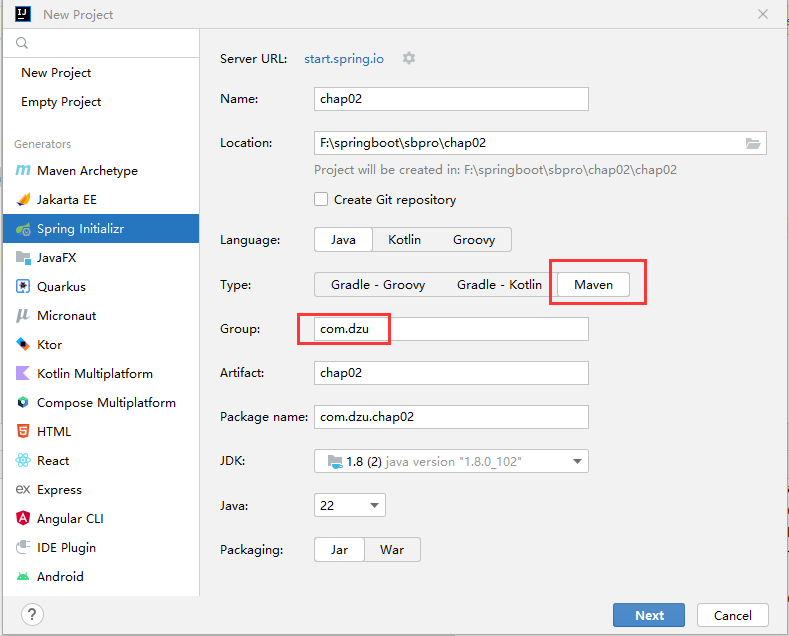 New Project
New Project
Empty Project
Generators
Maven Archetype
Jakarta EE
Spring Initializr
JavaFX
Quarkus
Micronaut
Ktor
Kotlin Multiplatform
Compose Multiplatform
HTML
React
Express
Angular CLI
IDE Plugin
Android
Server URL: start.spring.io
Name: chap02
Location: F:\springboot\sbpro\chap02
Project will be created in: F:\springboot\sbpro\chap02\chap02
Create Git repository
Language: Java Kotlin Groovy
Type: Gradle - Groovy Gradle - Kotlin Maven
Group: com.dzu
Artifact: chap02
Package name: com.dzu.chap02
JDK: 1.8 (2) java version "1.8.0_102"
Java: 22
Packaging: Jar War
? Next Cancel